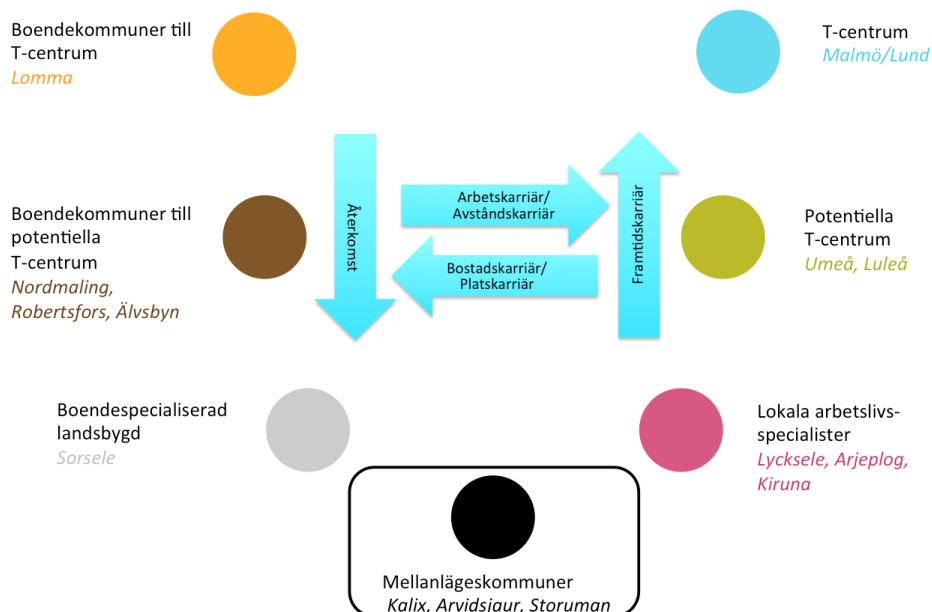 Boendekommuner till
T-centrum
Lomma
T-centrum
Malmö/Lund
Boendekommuner till
potentiella
T-centrum
Nordmaling,
Robertsfors, Älvsbyn
Återkomst
Arbetskarriär/
Avståndskarriär
Bostadskarriär/
Platskarriär
Framtidskarriär
Potentiella
T-centrum
Umeå, Luleå
Boendespecialiserad
landsbygd
Sorsele
Lokala arbetslivs-
specialister
Lycksele, Arjeplog,
Kiruna
Mellanlägeskommuner
Kalix, Arvidsjaur, Storuman